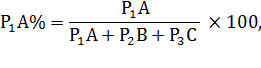 P₁A% = P₁A / (P₁A + P₂B + P₃C) × 100,